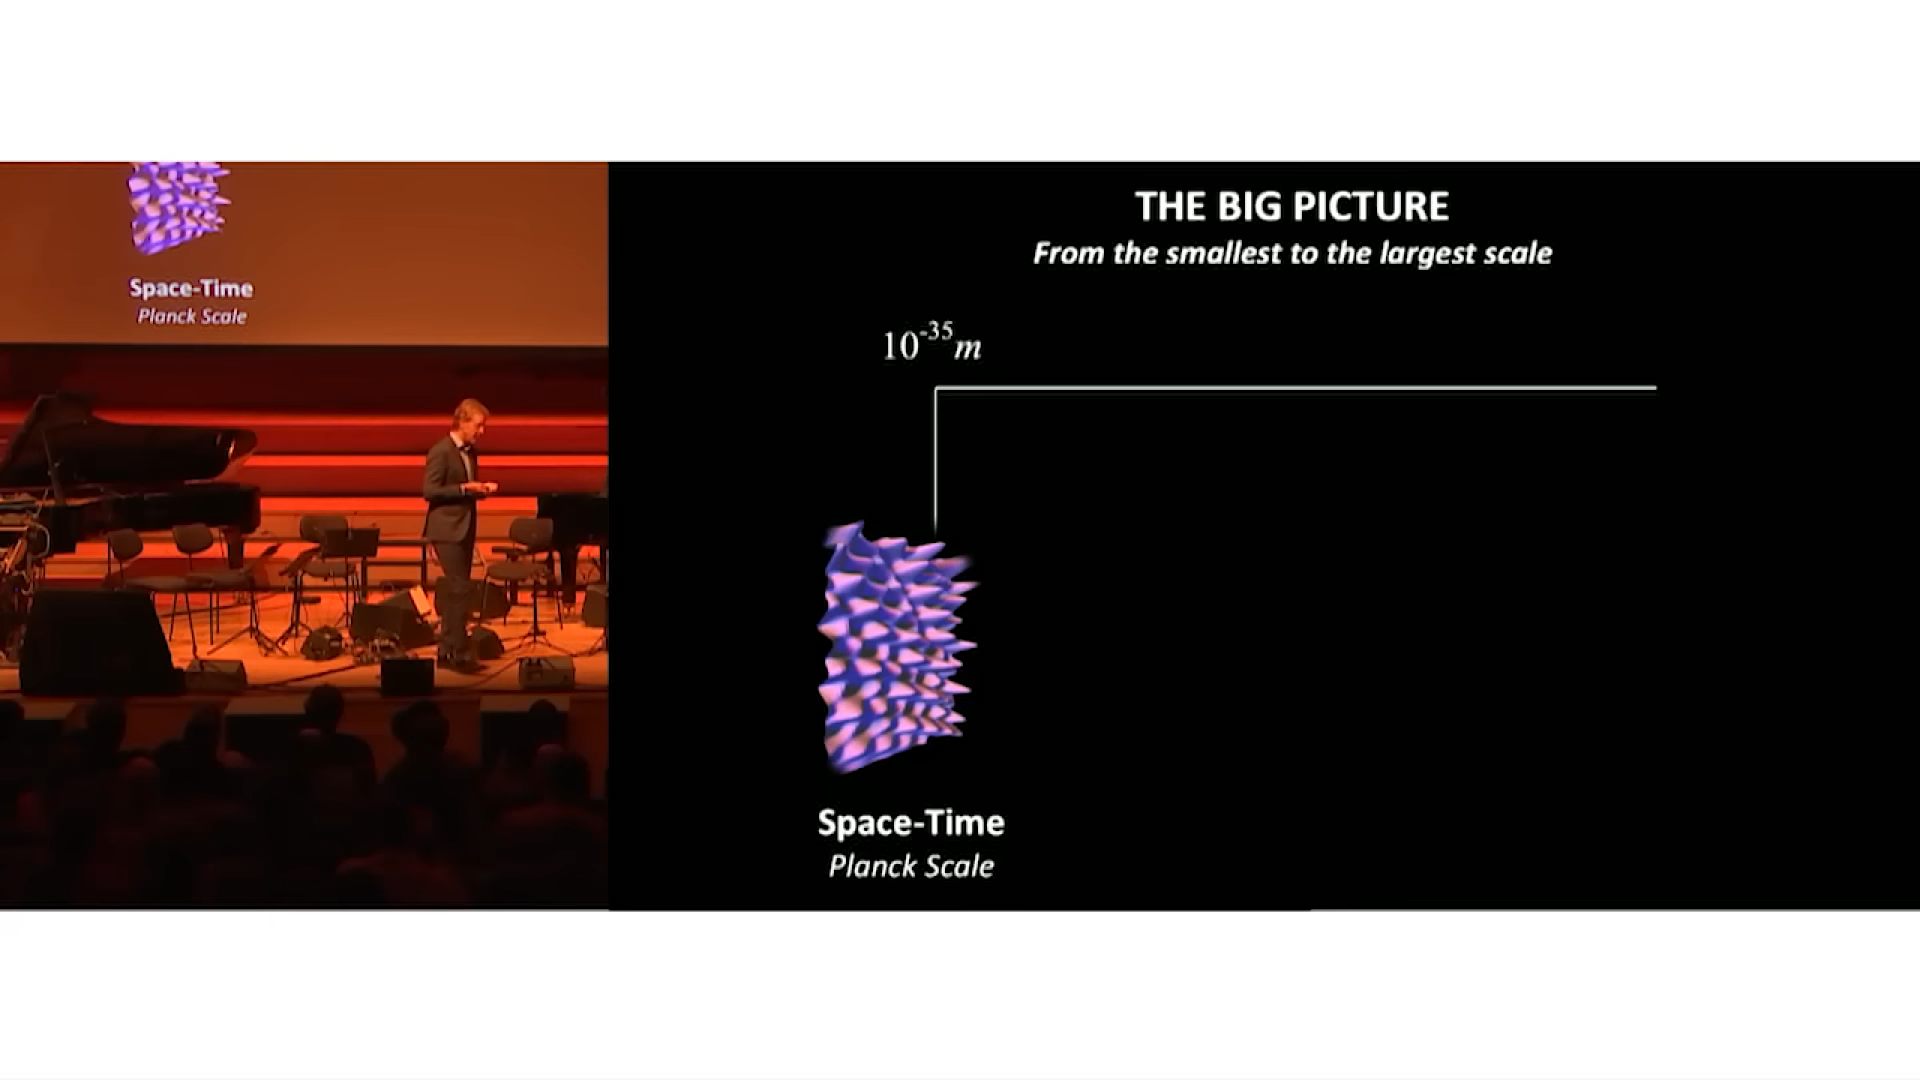 Space-Time
Planck Scale
THE BIG PICTURE
From the smallest to the largest scale
10⁻³⁵m
Space-Time
Planck Scale